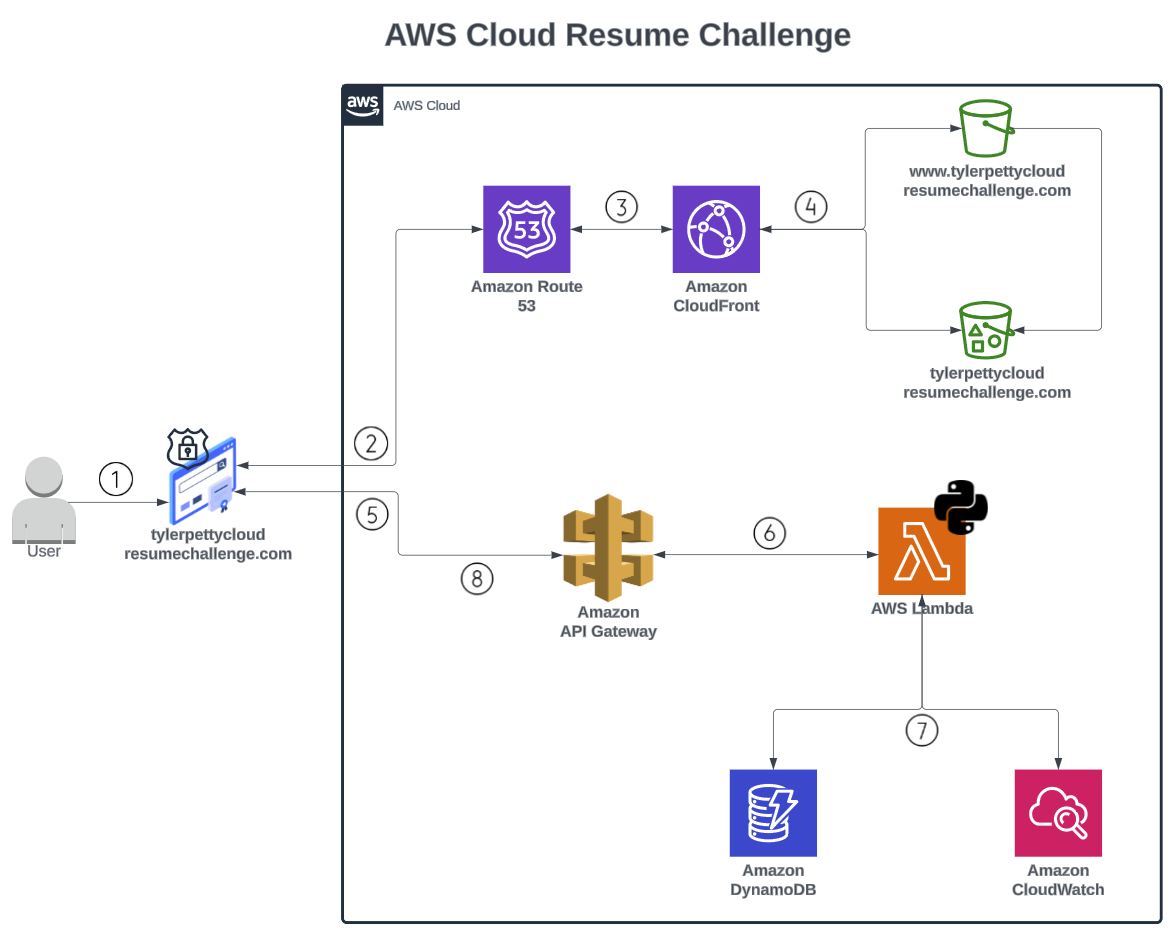 AWS Cloud Resume Challenge
aws
AWS Cloud
www.tylerpettycloud
resumechallenge.com
3
4
53
Amazon Route
53
Amazon
CloudFront
tylerpettycloud
resumechallenge.com
2
1
User
tylerpettycloud
resumechallenge.com
5
6
8
Amazon
API Gateway
AWS Lambda
7
Amazon
DynamoDB
Amazon
CloudWatch